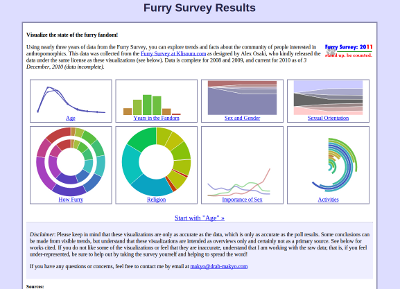 Furry Survey Results
Visualize the state of the furry fandom!
Furry Survey: 2011
Stand up. be counted.
Using nearly three years of data from the Furry Survey, you can explore trends and facts about the community of people interested in
anthropomorphics. This data was collected from the Furry Survey at Klisoura.com as designed by Alex Osaki, who kindly released the
data under the same license as these visualizations (see below). Data is complete for 2008 and 2009, and current for 2010 as of 3
December, 2010 (data incomplete).
Age
Years in the Fandom
Sex and Gender
Sexual Orientation
How Furry
Religion
Importance of Sex
Activities
Start with "Age" »
Disclaimer: Please keep in mind that these visualizations are only as accurate as the data, which is only as accurate as the poll results. Some conclusions can
be made from visible trends, but understand that these visualizations are intended as overviews only and certainly not as a primary source. See below for
works cited. If you do not like some of the visualizations or feel that they are inaccurate, understand that I am working with the raw data; that is, if you feel
under-represented, be sure to help out by taking the survey yourself and helping to spread the word!
If you have any questions or concerns, feel free to contact me by email at makyo@drab-makyo.com
Sources: